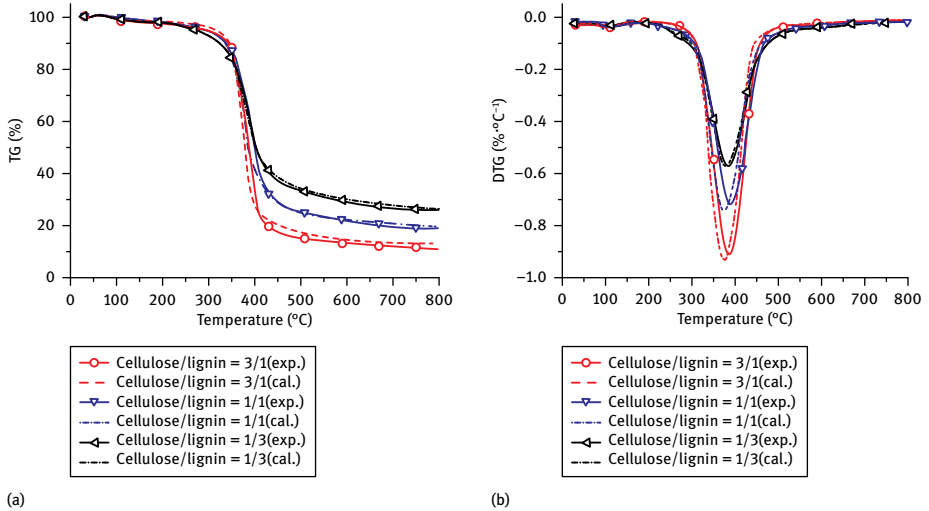 100
80
60
40
20
0
TG (%)
0 100 200 300 400 500 600 700 800
Temperature (°C)
Cellulose/lignin = 3/1(exp.)
Cellulose/lignin = 3/1(cal.)
Cellulose/lignin = 1/1(exp.)
Cellulose/lignin = 1/1(cal.)
Cellulose/lignin = 1/3(exp.)
Cellulose/lignin = 1/3(cal.)
(a)
0.0
−0.2
−0.4
−0.6
−0.8
−1.0
DTG (%·°C⁻¹)
0 100 200 300 400 500 600 700 800
Temperature (°C)
Cellulose/lignin = 3/1(exp.)
Cellulose/lignin = 3/1(cal.)
Cellulose/lignin = 1/1(exp.)
Cellulose/lignin = 1/1(cal.)
Cellulose/lignin = 1/3(exp.)
Cellulose/lignin = 1/3(cal.)
(b)